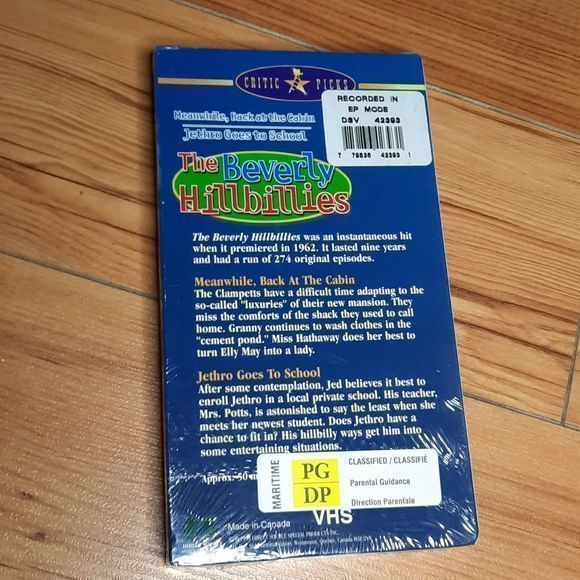 CRITIC PICKS
RECORDED IN
EP MODE
DSV 42393
7 79836 42393 1
Meanwhile, Back at the Cabin
Jethro Goes to School
The Beverly
Hillbillies
The Beverly Hillbillies was an instantaneous hit
when it premiered in 1962. It lasted nine years
and had a run of 274 original episodes.
Meanwhile, Back At The Cabin
The Clampetts have a difficult time adapting to the
so-called "luxuries" of their new mansion. They
miss the comforts of the shack they used to call
home. Granny continues to wash clothes in the
"cement pond." Miss Hathaway does her best to
turn Elly May into a lady.
Jethro Goes To School
After some contemplation, Jed believes it best to
enroll Jethro in a local private school. His teacher,
Mrs. Potts, is astonished to say the least when she
meets her newest student. Does Jethro have a
chance to fit in? His hillbilly ways get him into
some entertaining situations.
Approx. 50
MARITIME
PG
DP
CLASSIFIED / CLASSIFIÉ
Parental Guidance
Direction Parentale
Made in Canada
VHS